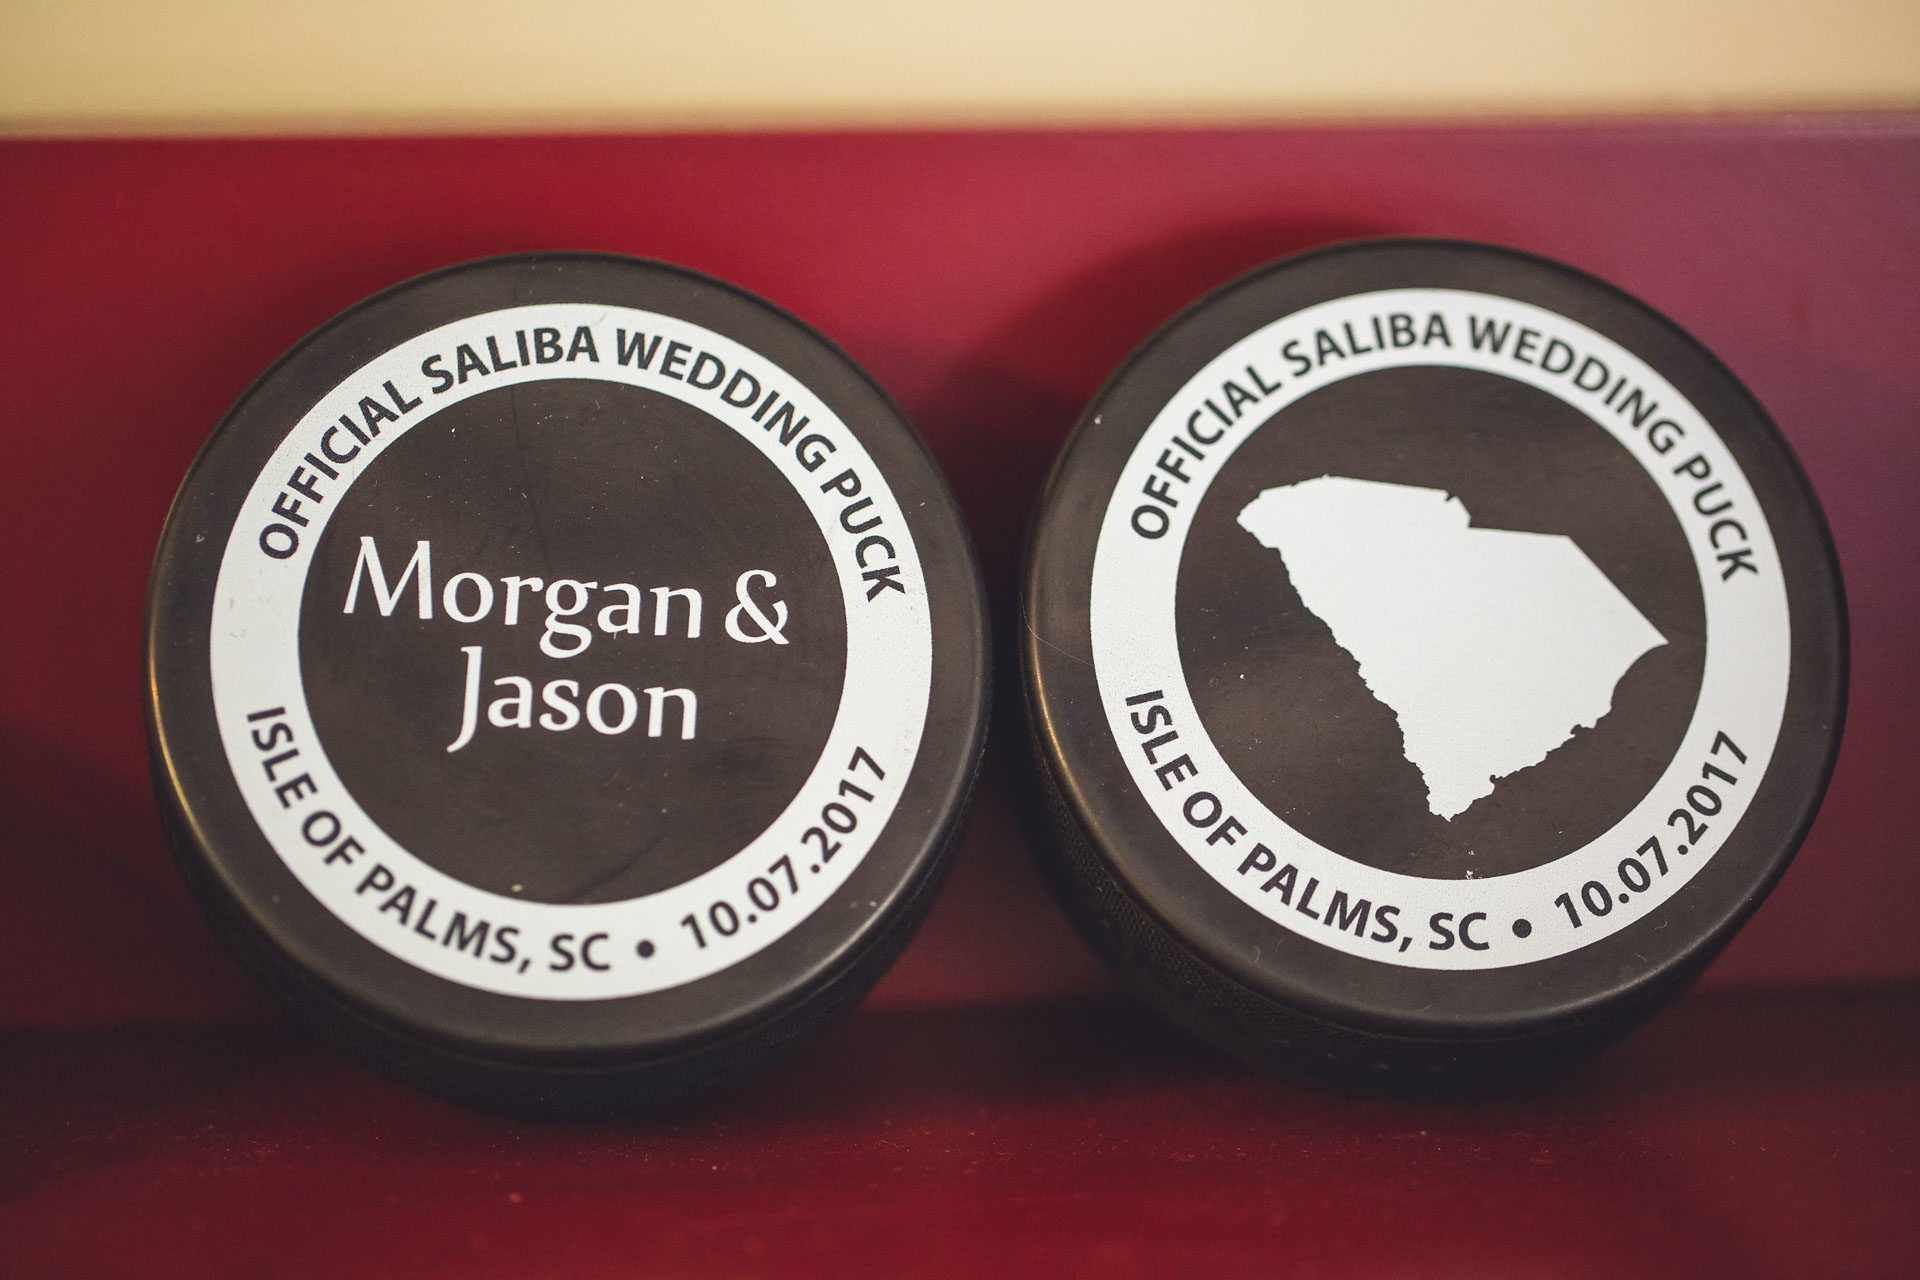 OFFICIAL SALIBA WEDDING PUCK
Morgan &
Jason
ISLE OF PALMS, SC • 10.07.2017
OFFICIAL SALIBA WEDDING PUCK
ISLE OF PALMS, SC • 10.07.2017